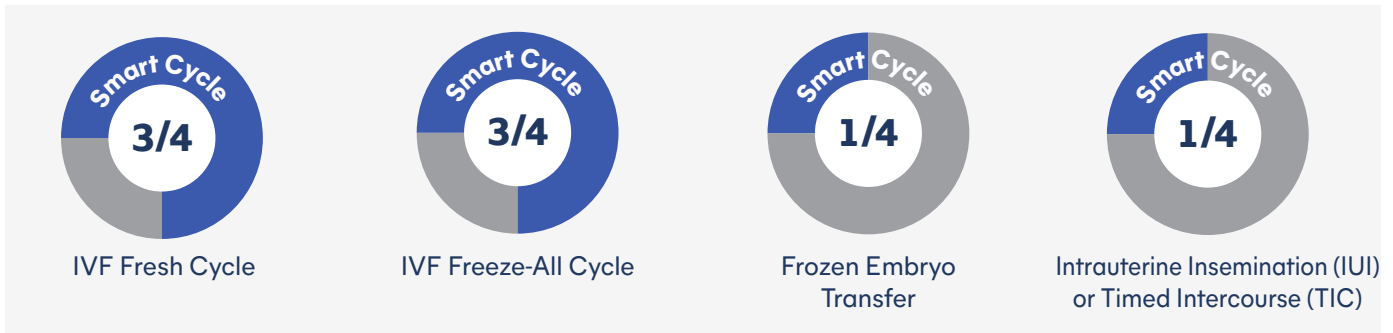 Smart Cycle
3/4
IVF Fresh Cycle
Smart Cycle
3/4
IVF Freeze-All Cycle
Smart Cycle
1/4
Frozen Embryo
Transfer
Smart Cycle
1/4
Intrauterine Insemination (IUI)
or Timed Intercourse (TIC)